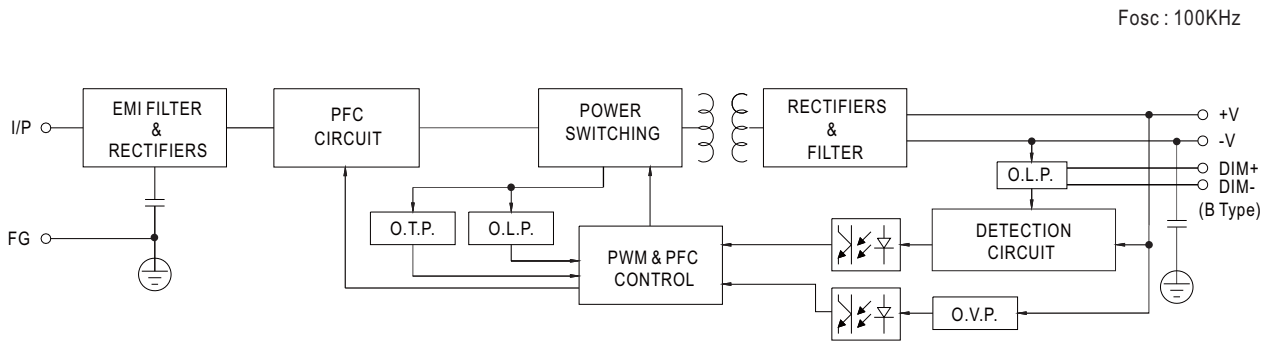 Fosc : 100KHz
I/P
EMI FILTER
&
RECTIFIERS
PFC
CIRCUIT
POWER
SWITCHING
RECTIFIERS
&
FILTER
+V
-V
DIM+
DIM-
(B Type)
O.L.P.
FG
O.T.P.
O.L.P.
PWM & PFC
CONTROL
DETECTION
CIRCUIT
O.V.P.